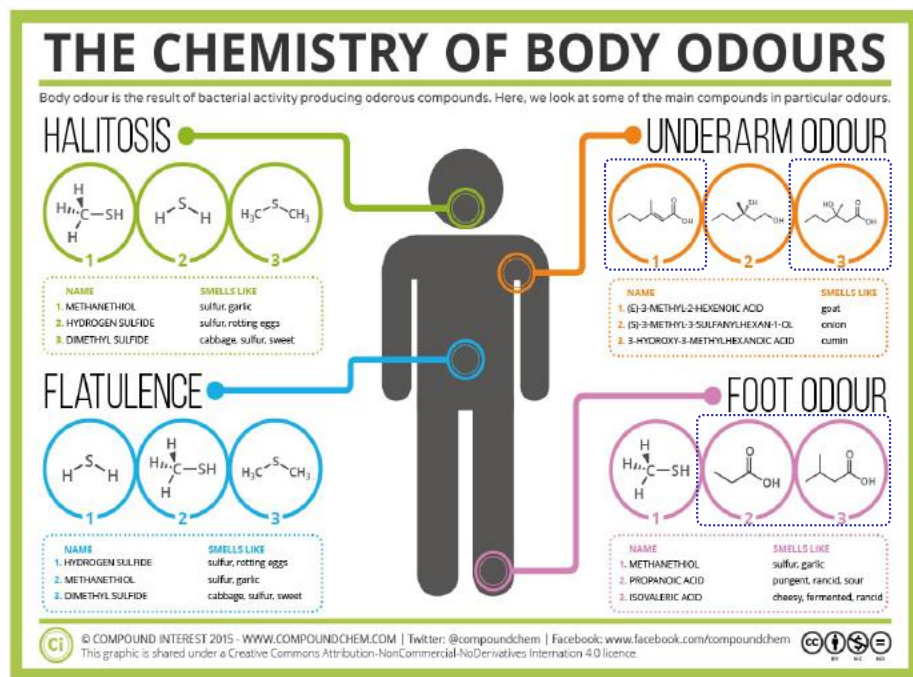 THE CHEMISTRY OF BODY ODOURS
Body odour is the result of bacterial activity producing odorous compounds. Here, we look at some of the main compounds in particular odours.
HALITOSIS
H
H C SH
H
1
H S H
2
H₃C S CH₃
3
NAME SMELLS LIKE
1. METHANETHIOL sulfur, garlic
2. HYDROGEN SULFIDE sulfur, rotting eggs
3. DIMETHYL SULFIDE cabbage, sulfur, sweet
UNDERARM ODOUR
O
OH
1
SH
OH
2
HO O
OH
3
NAME SMELLS LIKE
1. (E)-3-METHYL-2-HEXENOIC ACID goat
2. (S)-3-METHYL-3-SULFANYLHEXAN-1-OL onion
3. 3-HYDROXY-3-METHYLHEXANOIC ACID cumin
FLATULENCE
H S H
1
H
H C SH
H
2
H₃C S CH₃
3
NAME SMELLS LIKE
1. HYDROGEN SULFIDE sulfur, rotting eggs
2. METHANETHIOL sulfur, garlic
3. DIMETHYL SULFIDE cabbage, sulfur, sweet
FOOT ODOUR
H
H C SH
H
1
O
OH
2
O
OH
3
NAME SMELLS LIKE
1. METHANETHIOL sulfur, garlic
2. PROPANOIC ACID pungent, rancid, sour
3. ISOVALERIC ACID cheesy, fermented, rancid
Ci
© COMPOUND INTEREST 2015 - WWW.COMPOUNDCHEM.COM | Twitter: @compoundchem | Facebook: www.facebook.com/compoundchem
This graphic is shared under a Creative Commons Attribution-NonCommercial-NoDerivatives Internation 4.0 licence.
cc
BY NC ND